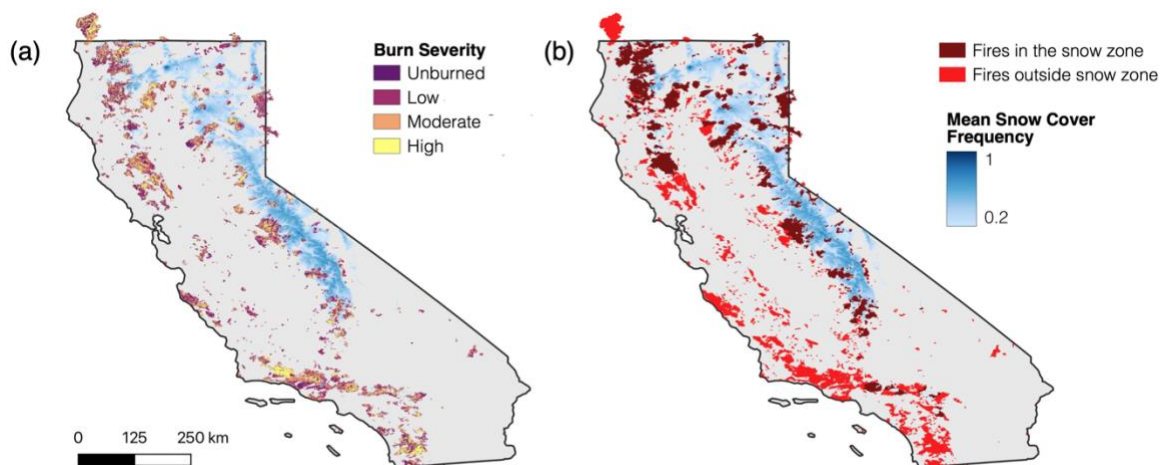 (a)
Burn Severity
Unburned
Low
Moderate
High
0 125 250 km
(b)
Fires in the snow zone
Fires outside snow zone
Mean Snow Cover
Frequency
1
0.2